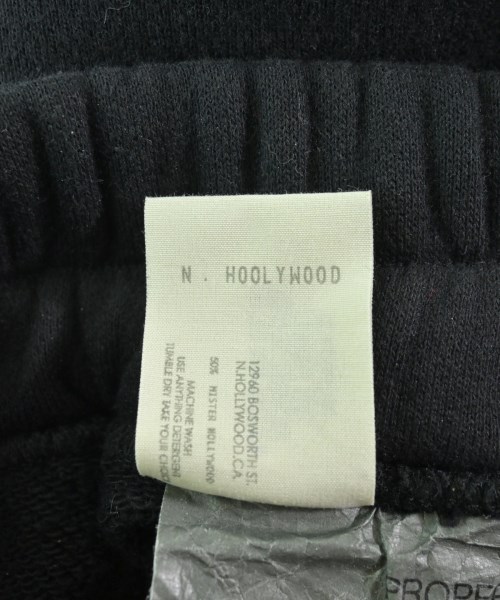 N. HOOLYWOOD
12960 BOSWORTH ST.
N.HOLLYWOOD.CA.
50% MISTER HOLLYWOOD
MACHINE WASH
USE ANYTHING DETERGENT
TUMBLE DRY TAKE YOUR CHOICE